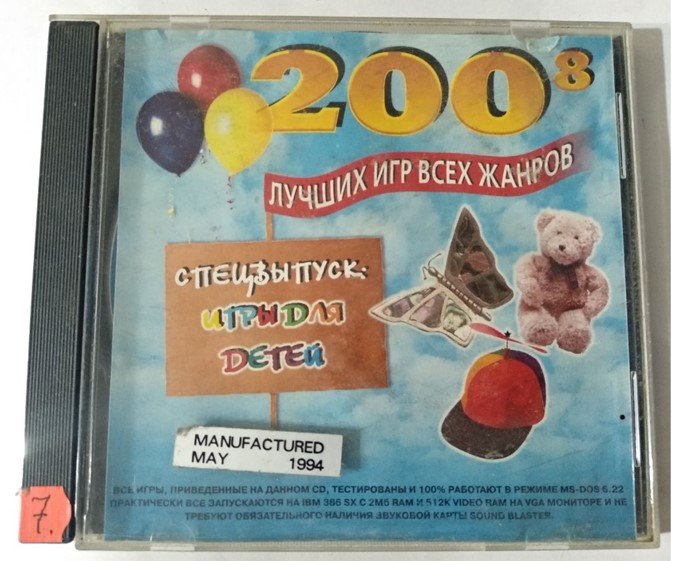 200⁸
ЛУЧШИХ ИГР ВСЕХ ЖАНРОВ
СПЕЦВЫПУСК:
ИГРЫ ДЛЯ
ДЕТЕЙ
MANUFACTURED
MAY 1994
ВСЕ ИГРЫ, ПРИВЕДЕННЫЕ НА ДАННОМ CD, ТЕСТИРОВАНЫ И 100% РАБОТАЮТ В РЕЖИМЕ MS-DOS 6.22
ПРАКТИЧЕСКИ ВСЕ ЗАПУСКАЮТСЯ НА IBM 386 SX С 2Мб RAM И 512K VIDEO RAM НА VGA МОНИТОРЕ И НЕ
ТРЕБУЮТ ОБЯЗАТЕЛЬНОГО НАЛИЧИЯ ЗВУКОВОЙ КАРТЫ SOUND BLASTER.
7.